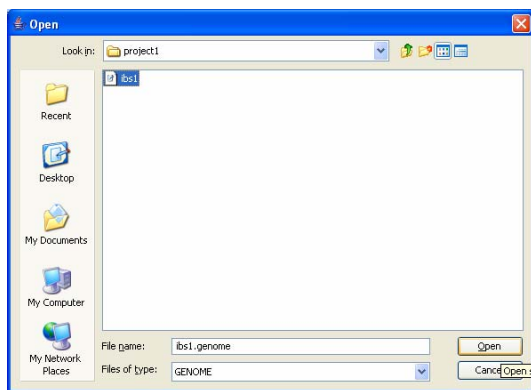 Open
Look in: project1
ibs1
Recent
Desktop
My Documents
My Computer
My Network Places
File name: ibs1.genome Open
Files of type: GENOME
Open